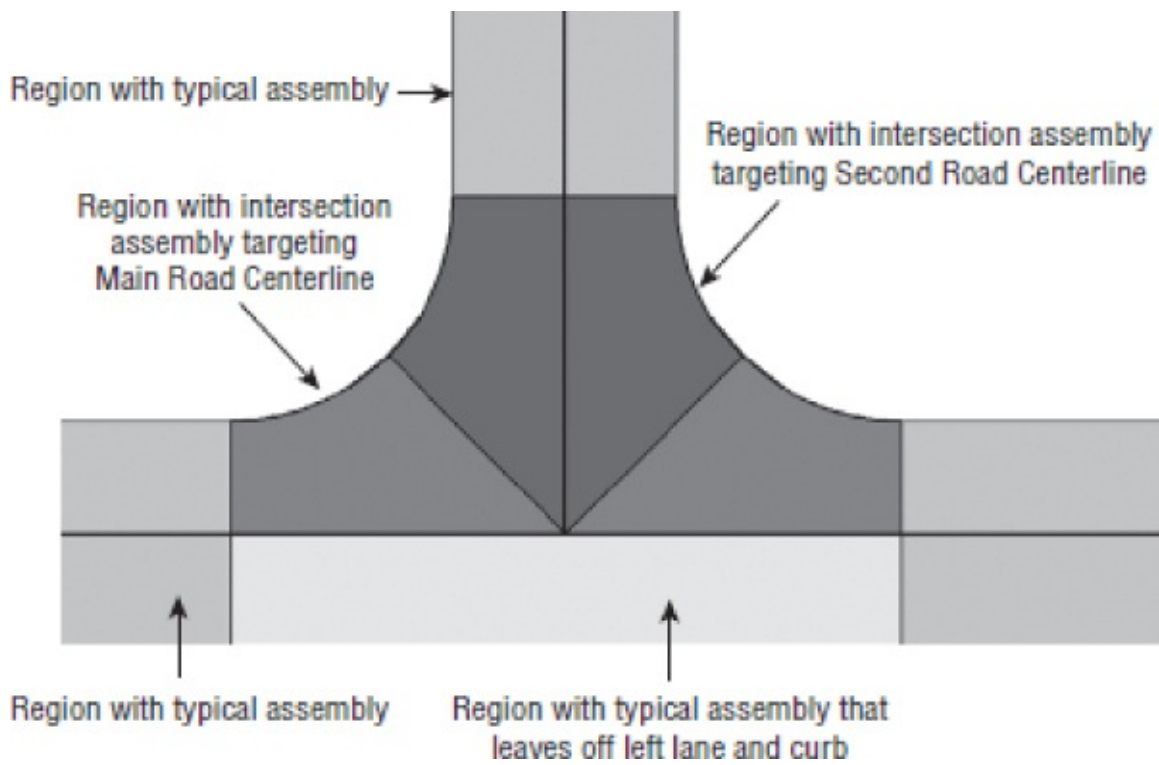 Region with typical assembly
Region with intersection assembly
targeting Second Road Centerline
Region with intersection
assembly targeting
Main Road Centerline
Region with typical assembly
Region with typical assembly that
leaves off left lane and curb